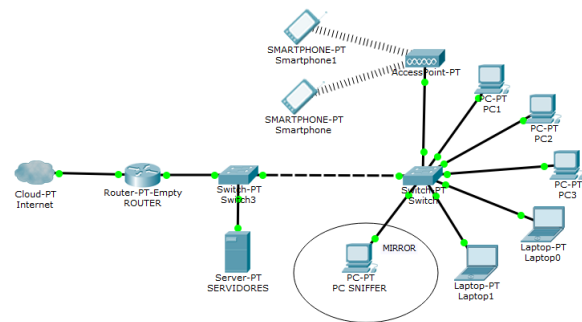 SMARTPHONE-PT
Smartphone1
AccessPoint-PT
SMARTPHONE-PT
Smartphone
PC-PT
PC1
PC-PT
PC2
PC-PT
PC3
Cloud-PT
Internet
Router-PT-Empty
ROUTER
Switch-PT
Switch3
Switch-PT
Switch
Laptop-PT
Laptop0
MIRROR
Server-PT
SERVIDORES
PC-PT
PC SNIFFER
Laptop-PT
Laptop1